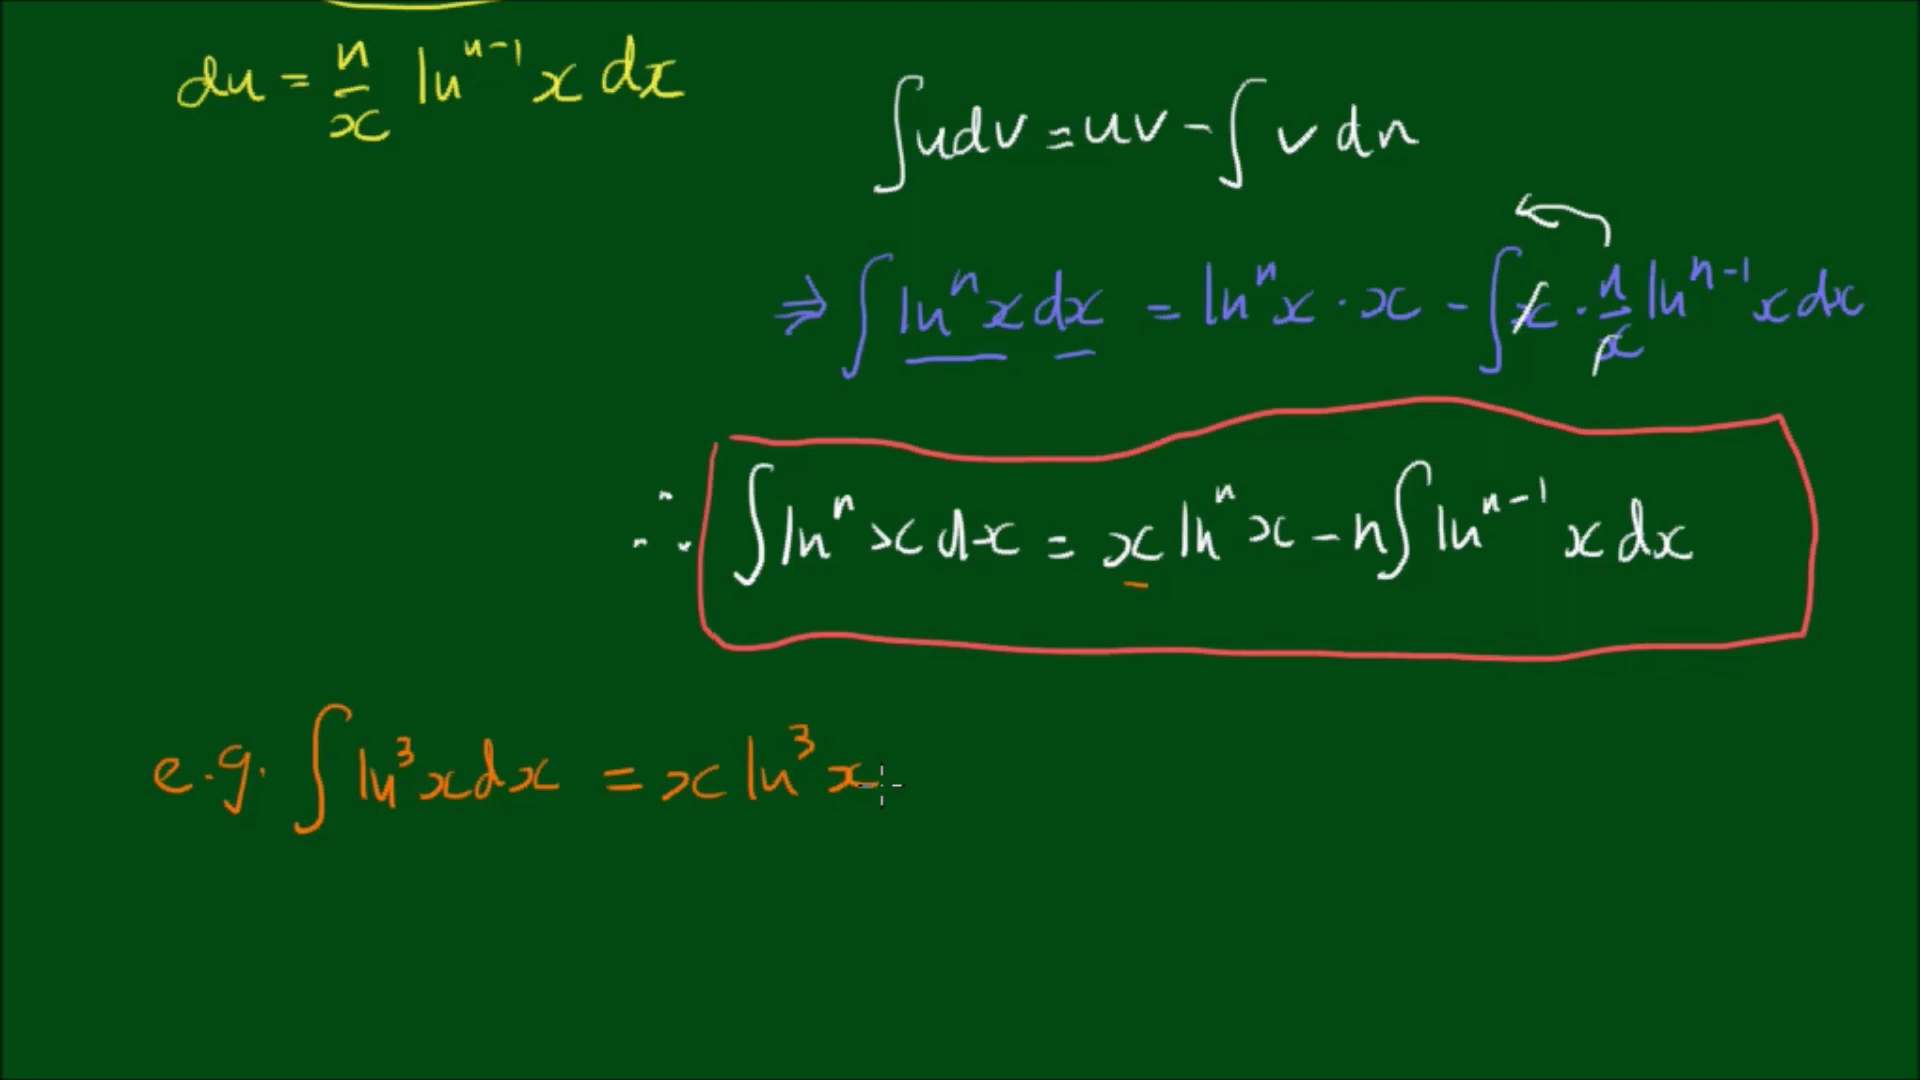 du = n/x ln^{n-1} x dx
∫udv = uv - ∫v du
⇒ ∫ln^n x dx = ln^n x · x - ∫x · n/x ln^{n-1} x dx
∴ ∫ln^n x dx = x ln^n x - n∫ln^{n-1} x dx
e.g. ∫ln^3 x dx = x ln^3 x